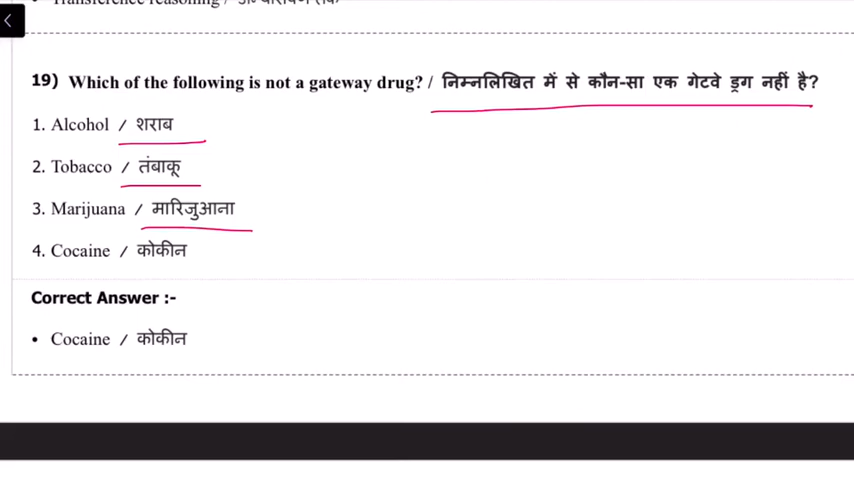 19) Which of the following is not a gateway drug? / निम्नलिखित में से कौन-सा एक गेटवे ड्रग नहीं है?
1. Alcohol / शराब
2. Tobacco / तंबाकू
3. Marijuana / मारिजुआना
4. Cocaine / कोकीन
Correct Answer :-
• Cocaine / कोकीन